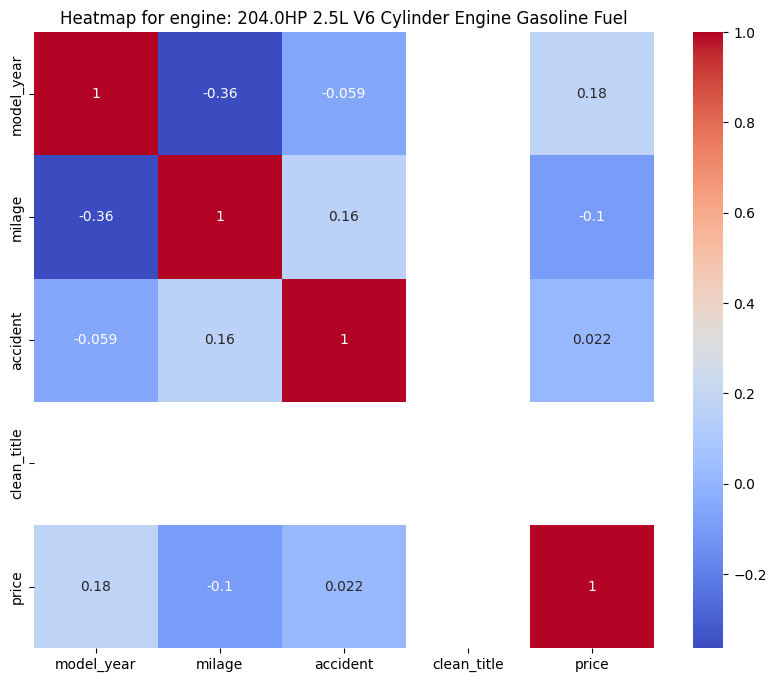 Heatmap for engine: 204.0HP 2.5L V6 Cylinder Engine Gasoline Fuel
model_year
1
-0.36
-0.059
0.18
milage
-0.36
1
0.16
-0.1
accident
-0.059
0.16
1
0.022
clean_title
price
0.18
-0.1
0.022
1
model_year
milage
accident
clean_title
price
1.0
0.8
0.6
0.4
0.2
0.0
−0.2